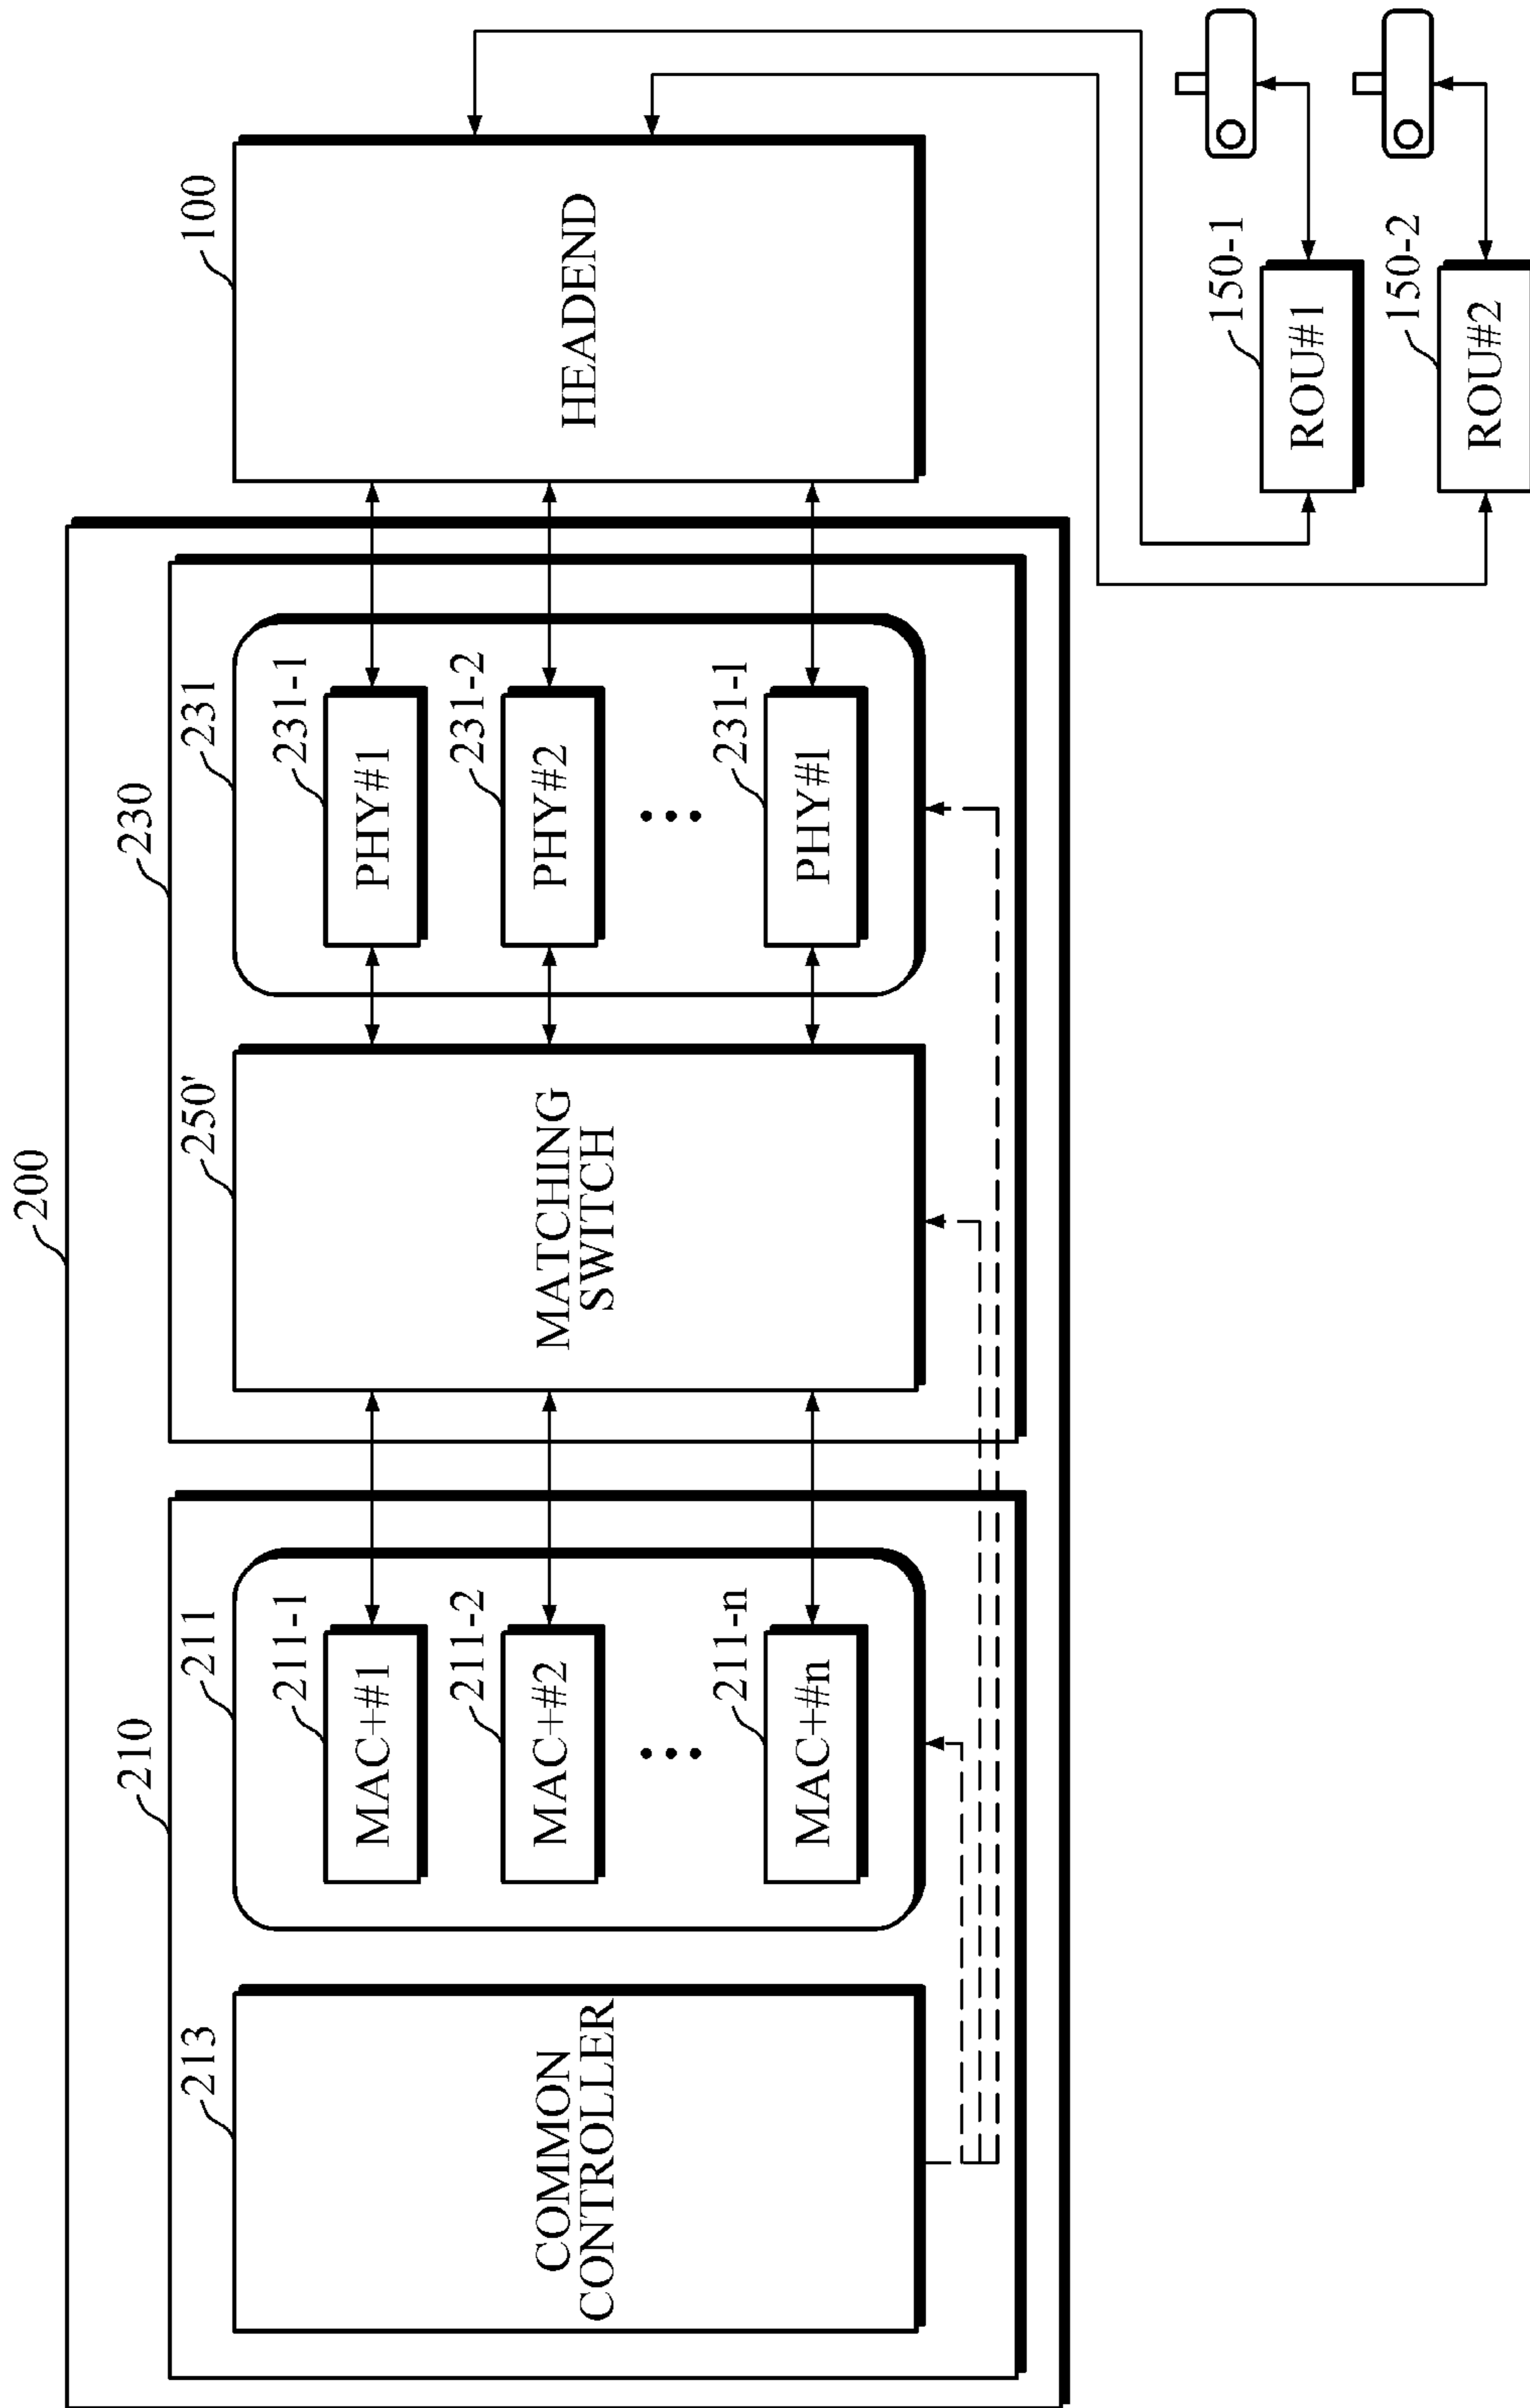 200
210
230
213
211
250'
231
100
211-1
231-1
MAC+#1
PHY#1
211-2
231-2
COMMON
CONTROLLER
MAC+#2
MATCHING
SWITCH
PHY#2
HEADEND
...
...
211-n
231-l
MAC+#n
PHY#l
150-1
ROU#1
150-2
ROU#2